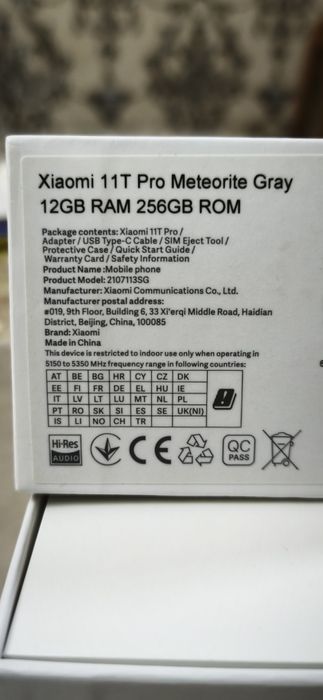 Xiaomi 11T Pro Meteorite Gray
12GB RAM 256GB ROM
Package contents: Xiaomi 11T Pro /
Adapter / USB Type-C Cable / SIM Eject Tool /
Protective Case / Quick Start Guide /
Warranty Card / Safety Information
Product Name:Mobile phone
Product Model: 2107113SG
Manufacturer: Xiaomi Communications Co., Ltd.
Manufacturer postal address:
#019, 9th Floor, Building 6, 33 Xi'erqi Middle Road, Haidian
District, Beijing, China, 100085
Brand: Xiaomi
Made in China
This device is restricted to indoor use only when operating in
5150 to 5350 MHz frequency range in following countries:
AT BE BG HR CY CZ DK
EE FI FR DE EL HU IE
IT LV LT LU MT NL PL
PT RO SK SI ES SE UK(NI)
IS LI NO CH TR
Hi-Res
AUDIO
CE
QC
PASS